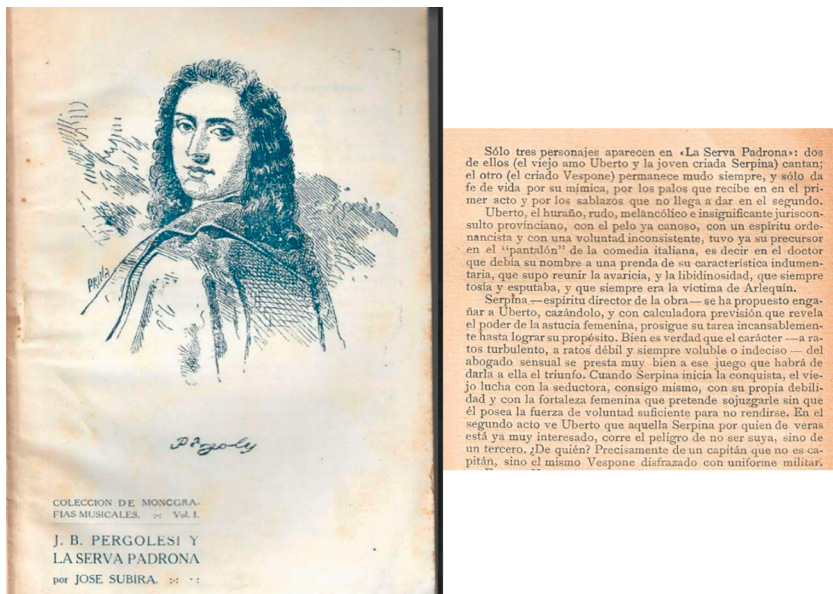 PRIYA
Pergoly
COLECCION DE MONOGRA-
FIAS MUSICALES. :-: Vol. I.
J. B. PERGOLESI Y
LA SERVA PADRONA
por JOSE SUBIRA. :-: :-:
Sólo tres personajes aparecen en «La Serva Padrona»: dos
de ellos (el viejo amo Uberto y la joven criada Serpina) cantan;
el otro (el criado Vespone) permanece mudo siempre, y sólo da
fe de vida por su mímica, por los palos que recibe en en el pri-
mer acto y por los sablazos que no llega a dar en el segundo.
Uberto, el huraño, rudo, melancólico e insignificante juriscon-
sulto provinciano, con el pelo ya canoso, con un espíritu orde-
nancista y con una voluntad inconsistente, tuvo ya su precursor
en el "pantalón" de la comedia italiana, es decir en el doctor
que debía su nombre a una prenda de su característica indumen-
taria, que supo reunir la avaricia, y la libidinosidad, que siempre
tosía y esputaba, y que siempre era la víctima de Arlequín.
Serpina—espíritu director de la obra—se ha propuesto enga-
ñar a Uberto, cazándolo, y con calculadora previsión que revela
el poder de la astucia femenina, prosigue su tarea incansablemen-
te hasta lograr su propósito. Bien es verdad que el carácter —a ra-
tos turbulento, a ratos débil y siempre voluble o indeciso — del
abogado sensual se presta muy bien a ese juego que habrá de
darla a ella el triunfo. Cuando Serpina inicia la conquista, el vie-
jo lucha con la seductora, consigo mismo, con su propia debili-
dad y con la fortaleza femenina que pretende sojuzgarle sin que
él posea la fuerza de voluntad suficiente para no rendirse. En el
segundo acto ve Uberto que aquella Serpina por quien de veras
está ya muy interesado, corre el peligro de no ser suya, sino de
un tercero. ¿De quién? Precisamente de un capitán que no es ca-
pitán, sino el mismo Vespone disfrazado con uniforme militar.